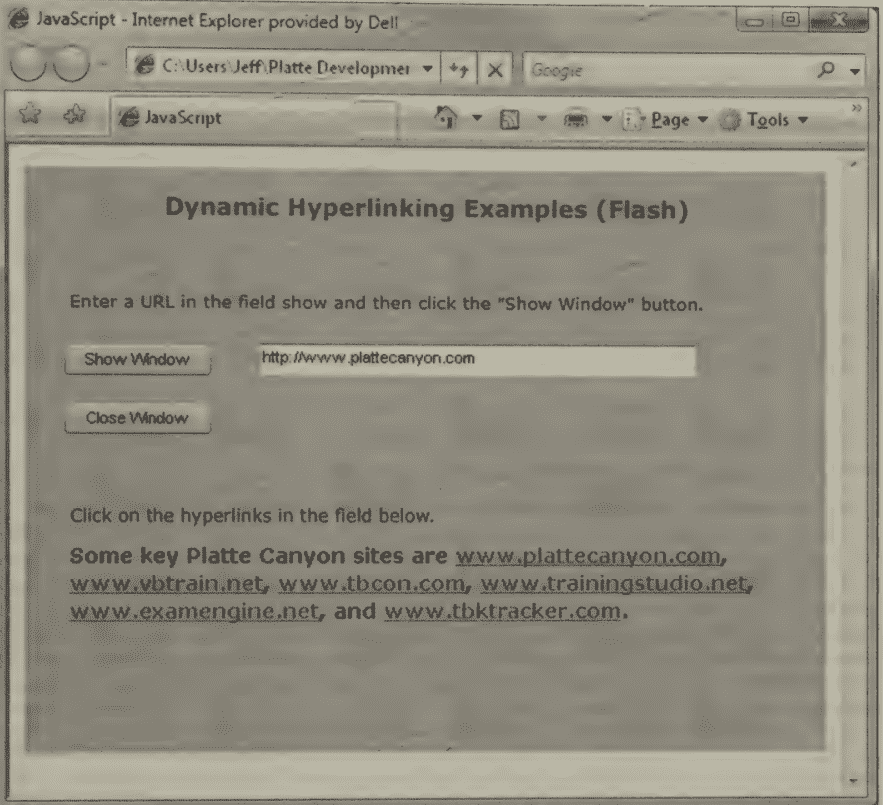 JavaScript - Internet Explorer provided by Dell
C:\Users\Jeff\Platte Developmer
Google
JavaScript
Page
Tools
Dynamic Hyperlinking Examples (Flash)
Enter a URL in the field show and then click the "Show Window" button.
Show Window
http://www.plattecanyon.com
Close Window
Click on the hyperlinks in the field below.
Some key Platte Canyon sites are www.plattecanyon.com,
www.vbtrain.net, www.tbcon.com, www.trainingstudio.net,
www.examengine.net, and www.tbktracker.com.